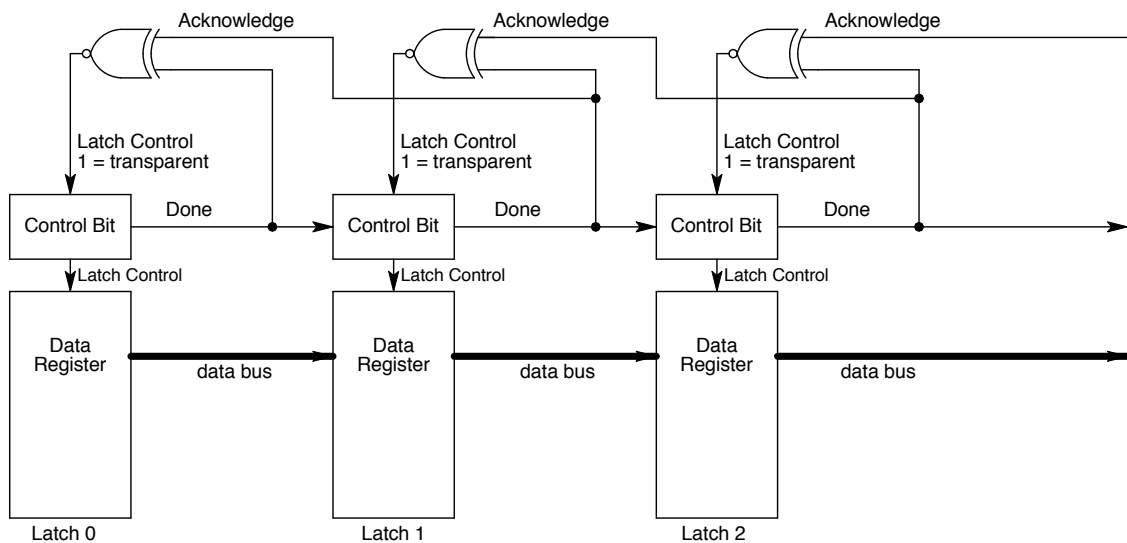 Acknowledge
Acknowledge
Acknowledge
Latch Control
1 = transparent
Latch Control
1 = transparent
Latch Control
1 = transparent
Control Bit
Done
Control Bit
Done
Control Bit
Done
Latch Control
Latch Control
Latch Control
Data
Register
data bus
Data
Register
data bus
Data
Register
data bus
Latch 0
Latch 1
Latch 2